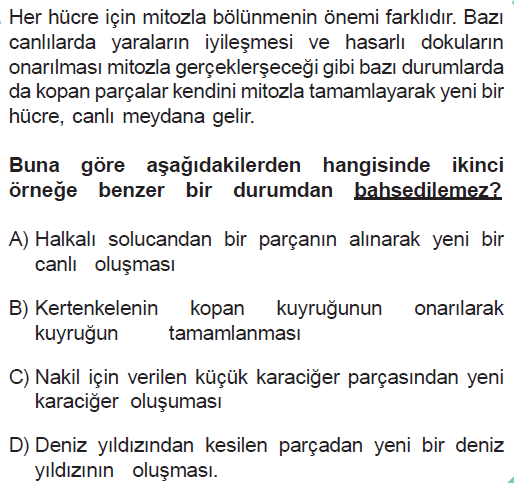 Her hücre için mitozla bölünmenin önemi farklıdır. Bazı
canlılarda yaraların iyileşmesi ve hasarlı dokuların
onarılması mitozla gerçeklerşeceği gibi bazı durumlarda
da kopan parçalar kendini mitozla tamamlayarak yeni bir
hücre, canlı meydana gelir.
Buna göre aşağıdakilerden hangisinde ikinci
örneğe benzer bir durumdan bahsedilemez?
A) Halkalı solucandan bir parçanın alınarak yeni bir
canlı oluşması
B) Kertenkelenin kopan kuyruğunun onarılarak
kuyruğun tamamlanması
C) Nakil için verilen küçük karaciğer parçasından yeni
karaciğer oluşuması
D) Deniz yıldızından kesilen parçadan yeni bir deniz
yıldızının oluşması.